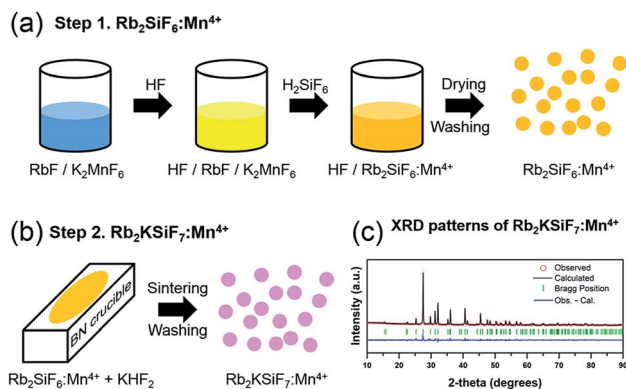 (a) Step 1. Rb₂SiF₆:Mn⁴⁺
HF
H₂SiF₆
Drying
Washing
RbF / K₂MnF₆
HF / RbF / K₂MnF₆
HF / Rb₂SiF₆:Mn⁴⁺
Rb₂SiF₆:Mn⁴⁺
(b) Step 2. Rb₂KSiF₇:Mn⁴⁺
BN crucible
Sintering
Washing
Rb₂SiF₆:Mn⁴⁺ + KHF₂
Rb₂KSiF₇:Mn⁴⁺
(c) XRD patterns of Rb₂KSiF₇:Mn⁴⁺
Observed
Calculated
Bragg Position
Obs. - Cal.
Intensity (a.u.)
10 20 30 40 50 60 70 80 90
2-theta (degrees)